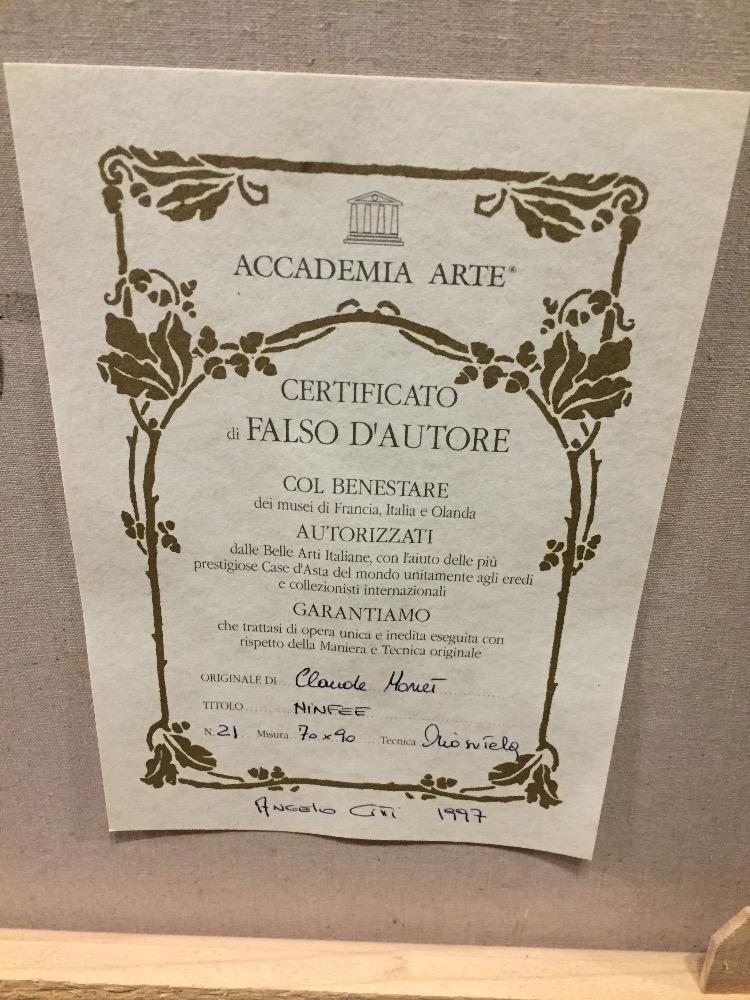 ACCADEMIA ARTE®
CERTIFICATO
di FALSO D'AUTORE
COL BENESTARE
dei musei di Francia, Italia e Olanda
AUTORIZZATI
dalle Belle Arti Italiane, con l'aiuto delle più
prestigiose Case d'Asta del mondo unitamente agli eredi
e collezionisti internazionali
GARANTIAMO
che trattasi di opera unica e inedita eseguita con
rispetto della Maniera e Tecnica originale
ORIGINALE DI Claude Monet
TITOLO NINFEE
N. 21 Misura 70x90 Tecnica Olio su Tela
Angelo 1997